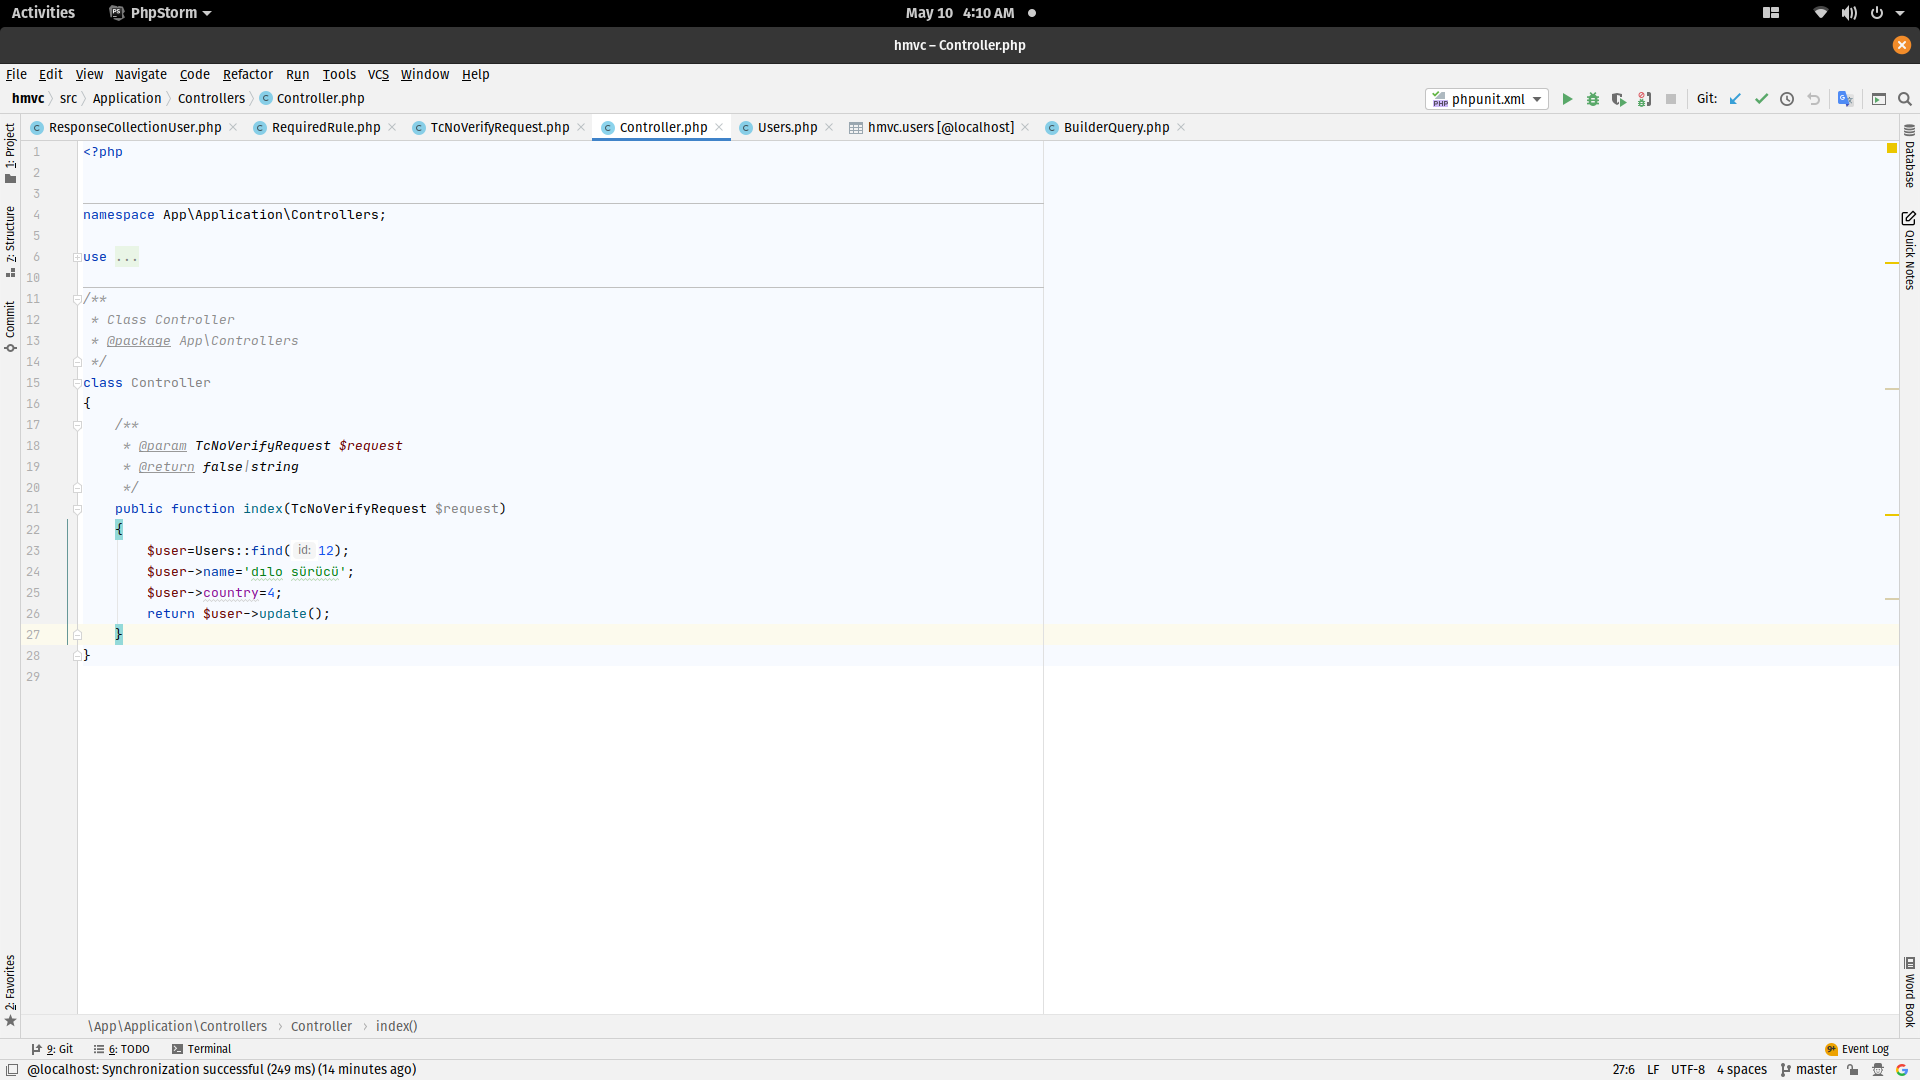 Activities PhpStorm May 10 4:10 AM
hmvc – Controller.php
File Edit View Navigate Code Refactor Run Tools VCS Window Help
hmvc src Application Controllers Controller.php phpunit.xml Git:
ResponseCollectionUser.php RequiredRule.php TcNoVerifyRequest.php Controller.php Users.php hmvc.users [@localhost] BuilderQuery.php
1: Project
7: Structure
Commit
2: Favorites
1 <?php
2
3
4 namespace App\Application\Controllers;
5
6 use ...
10
11 /**
12 * Class Controller
13 * @package App\Controllers
14 */
15 class Controller
16 {
17 /**
18 * @param TcNoVerifyRequest $request
19 * @return false|string
20 */
21 public function index(TcNoVerifyRequest $request)
22 {
23 $user=Users::find( id: 12);
24 $user->name='dılo sürücü';
25 $user->country=4;
26 return $user->update();
27 }
28 }
29
Database
Quick Notes
Word Book
\App\Application\Controllers › Controller › index()
9: Git 6: TODO Terminal 9+ Event Log
@localhost: Synchronization successful (249 ms) (14 minutes ago) 27:6 LF UTF-8 4 spaces master